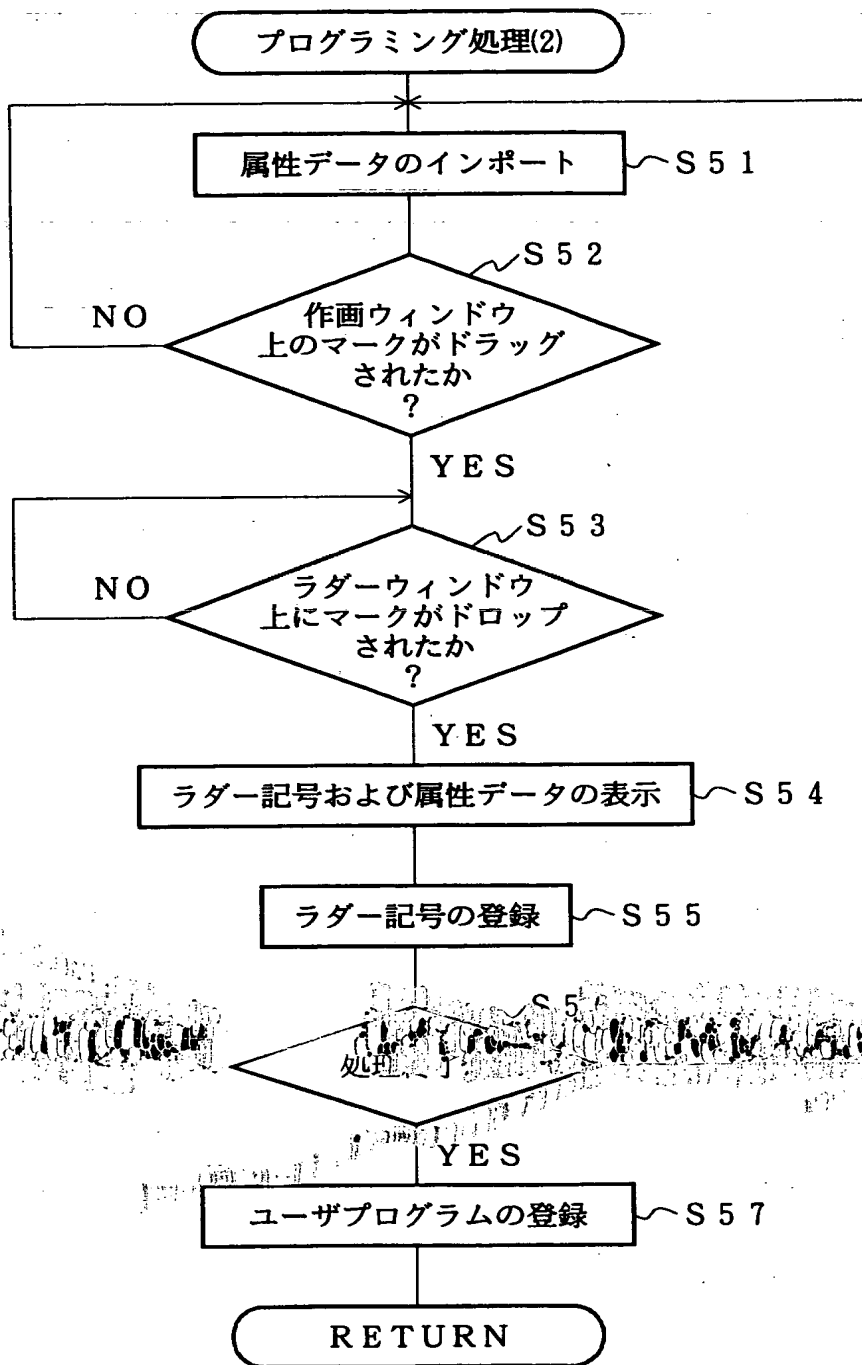 プログラミング処理(2)
属性データのインポート
S51
S52
作画ウィンドウ
上のマークがドラッグ
されたか
?
NO
YES
S53
ラダーウィンドウ
上にマークがドロップ
されたか
?
NO
YES
ラダー記号および属性データの表示
S54
ラダー記号の登録
S55
処理
YES
ユーザプログラムの登録
S57
RETURN